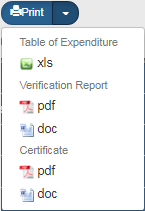 Print
Table of Expenditure
xls
Verification Report
pdf
doc
Certificate
pdf
doc